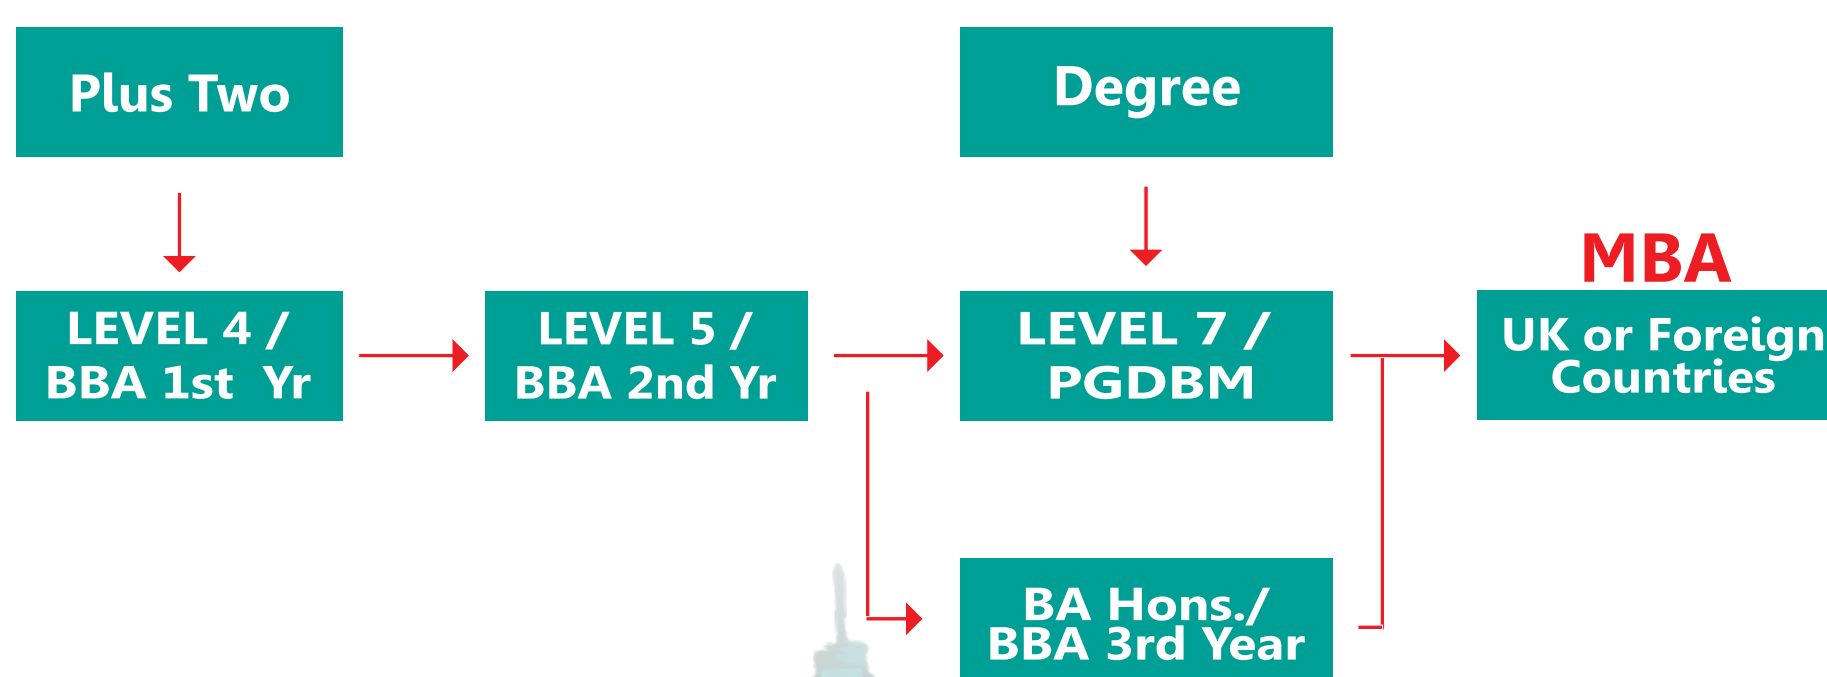 Plus Two
Degree
MBA
LEVEL 4 /
BBA 1st Yr
LEVEL 5 /
BBA 2nd Yr
LEVEL 7 /
PGDBM
UK or Foreign
Countries
BA Hons./
BBA 3rd Year